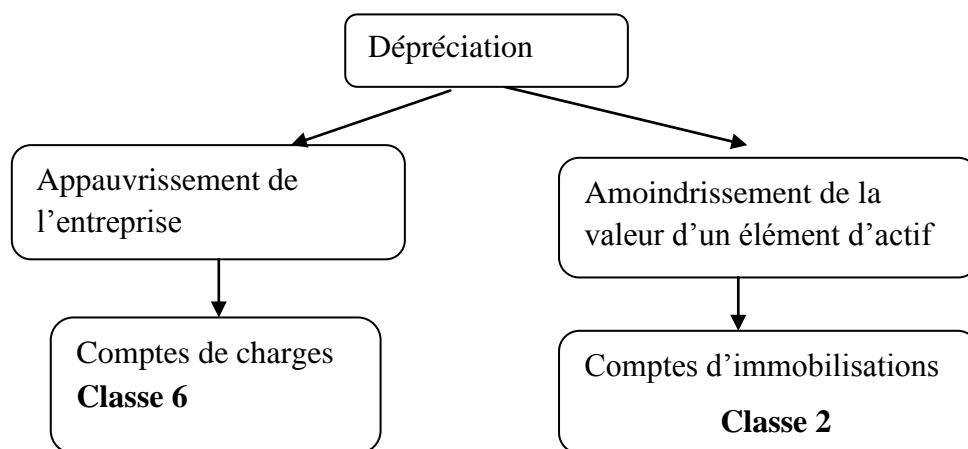 Dépréciation
Appauvrissement de
l’entreprise
Amoindrissement de la
valeur d’un élément d’actif
Comptes de charges
Classe 6
Comptes d’immobilisations
Classe 2